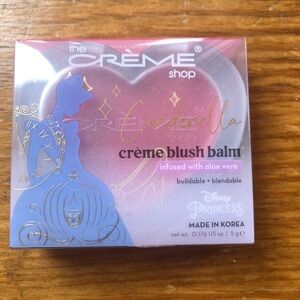 the
CRÈME®
shop
CRÈME
Cinderella
crème blush balm
infused with aloe vera
buildable + blendable
Disney
PRINCESS
MADE IN KOREA
net wt. 0.176 US oz | 5 g ℮